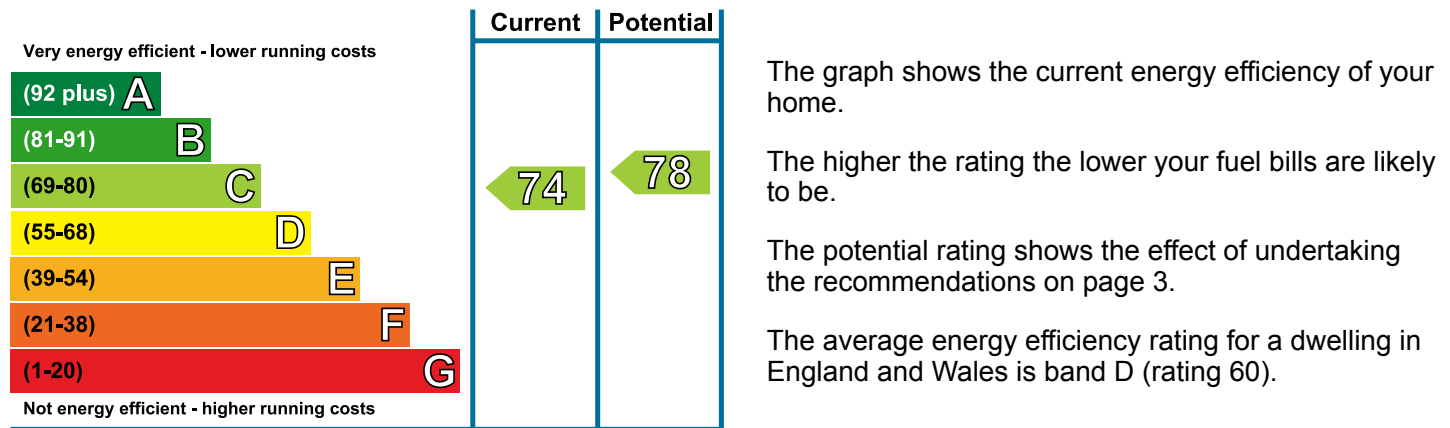 Current Potential
Very energy efficient - lower running costs
(92 plus) A
(81-91) B
(69-80) C
(55-68) D
(39-54) E
(21-38) F
(1-20) G
Not energy efficient - higher running costs
74
78
The graph shows the current energy efficiency of your
home.
The higher the rating the lower your fuel bills are likely
to be.
The potential rating shows the effect of undertaking
the recommendations on page 3.
The average energy efficiency rating for a dwelling in
England and Wales is band D (rating 60).